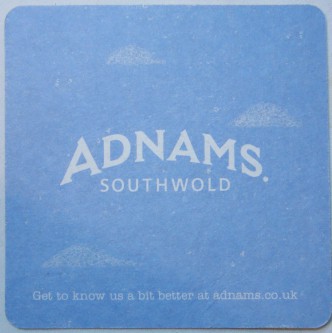 ADNAMS.
SOUTHWOLD
Get to know us a bit better at adnams.co.uk